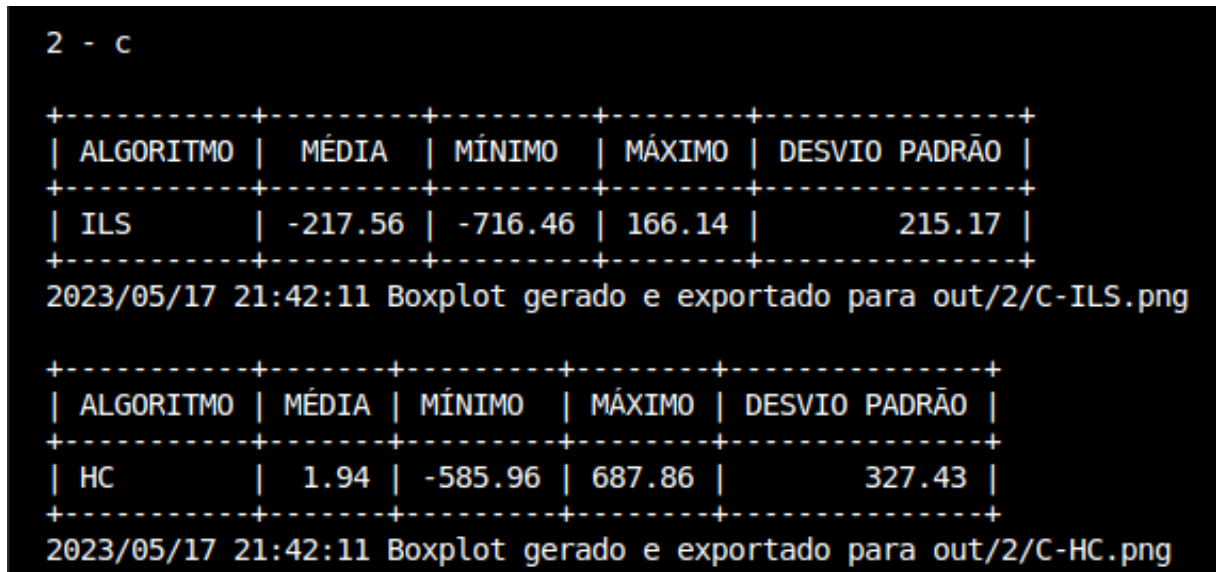 2 - c
+-----------+---------+---------+--------+---------------+
| ALGORITMO |  MÉDIA  | MÍNIMO  | MÁXIMO | DESVIO PADRÃO |
+-----------+---------+---------+--------+---------------+
| ILS       | -217.56 | -716.46 | 166.14 |        215.17 |
+-----------+---------+---------+--------+---------------+
2023/05/17 21:42:11 Boxplot gerado e exportado para out/2/C-ILS.png
+-----------+-------+---------+--------+---------------+
| ALGORITMO | MÉDIA | MÍNIMO  | MÁXIMO | DESVIO PADRÃO |
+-----------+-------+---------+--------+---------------+
| HC        |  1.94 | -585.96 | 687.86 |        327.43 |
+-----------+-------+---------+--------+---------------+
2023/05/17 21:42:11 Boxplot gerado e exportado para out/2/C-HC.png